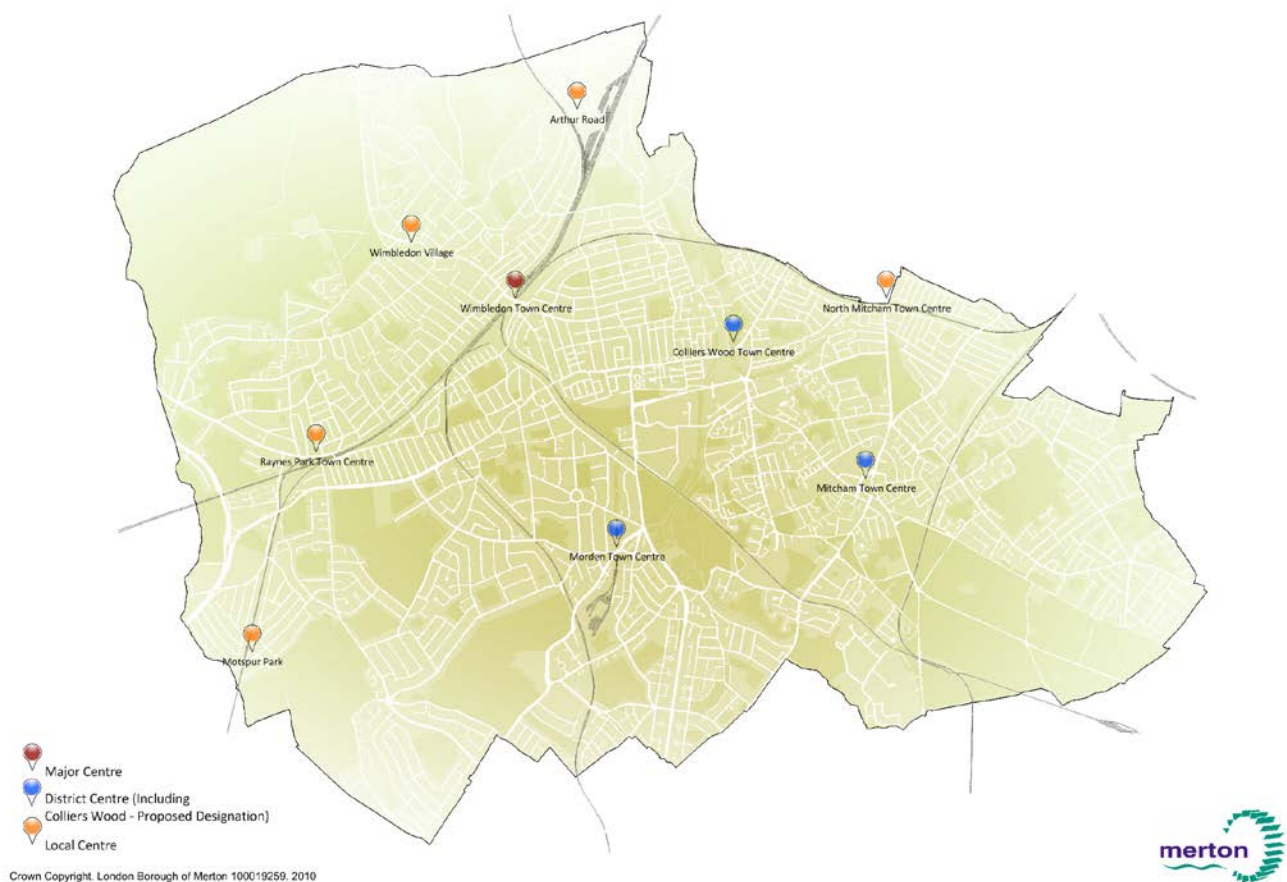 Arthur Road
Wimbledon Village
Wimbledon Town Centre
North Mitcham Town Centre
Colliers Wood Town Centre
Raynes Park Town Centre
Mitcham Town Centre
Morden Town Centre
Motspur Park
Major Centre
District Centre (Including
Colliers Wood - Proposed Designation)
Local Centre
merton
Crown Copyright. London Borough of Merton 100019259. 2010